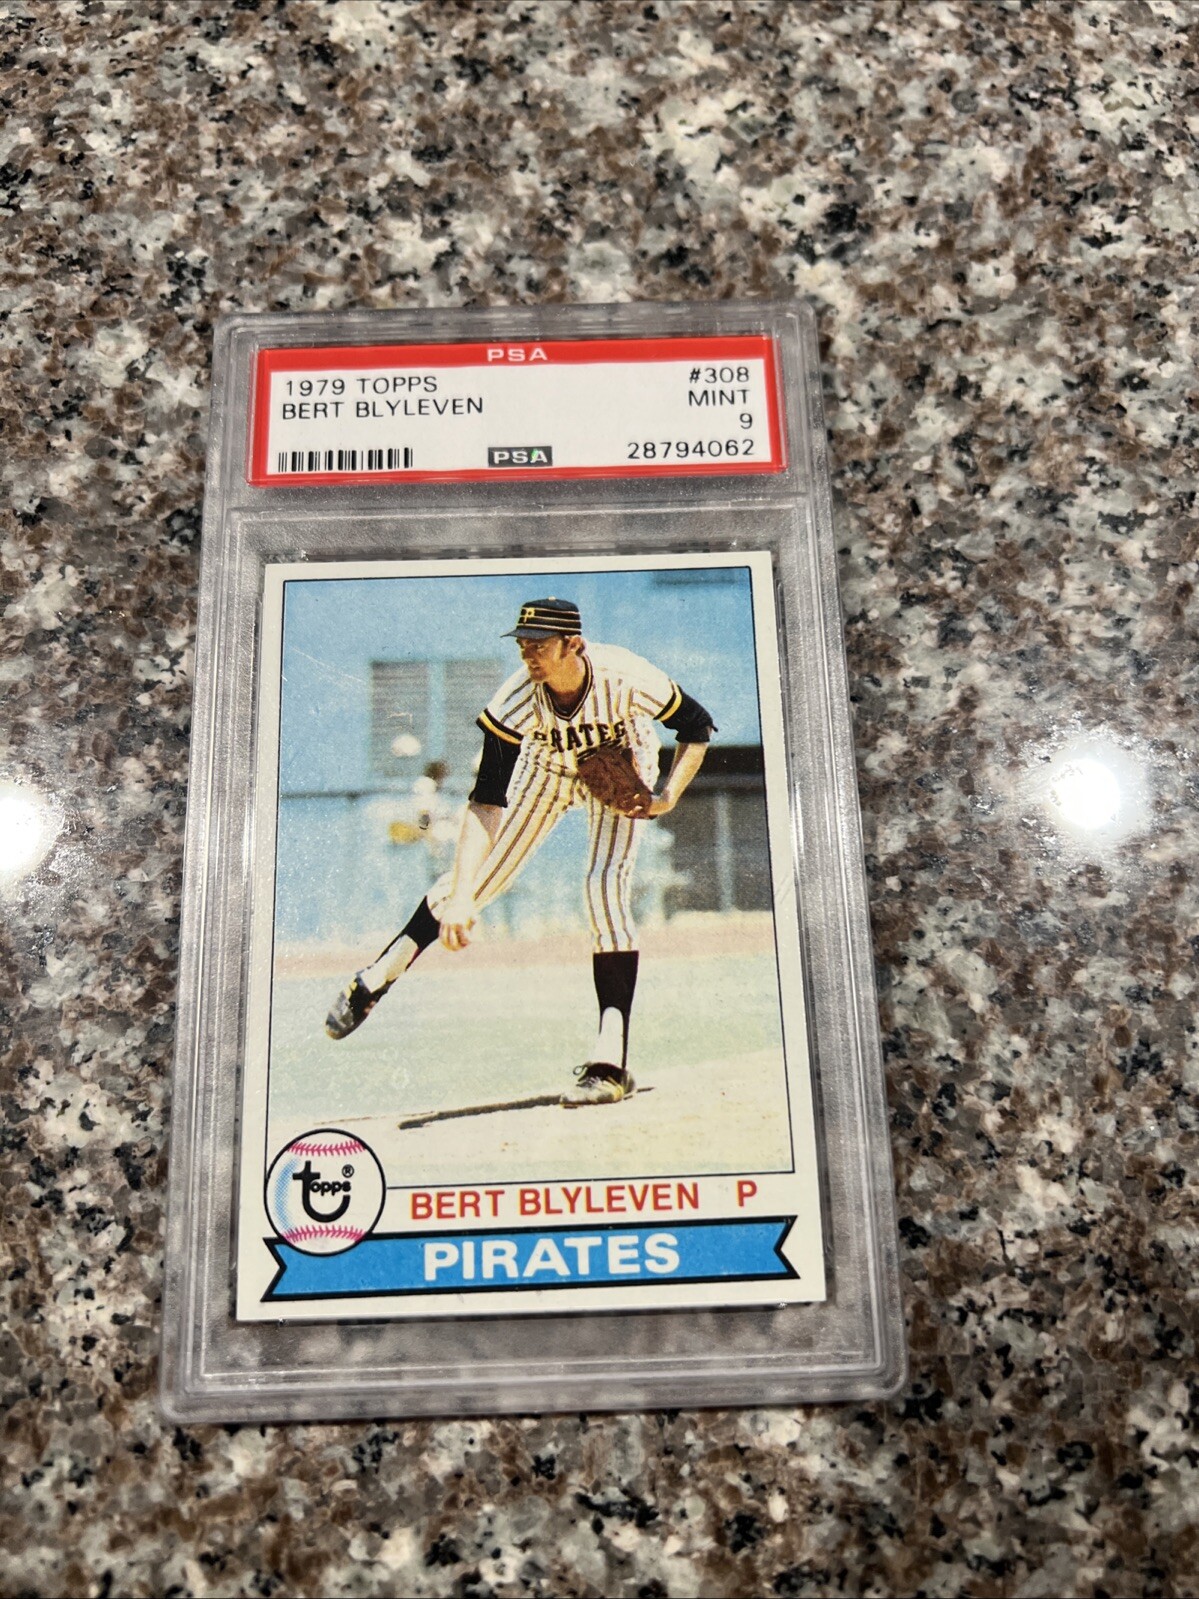 PSA
1979 TOPPS #308
BERT BLYLEVEN MINT
9
PSA 28794062
P
PIRATES
topps®
BERT BLYLEVEN P
PIRATES